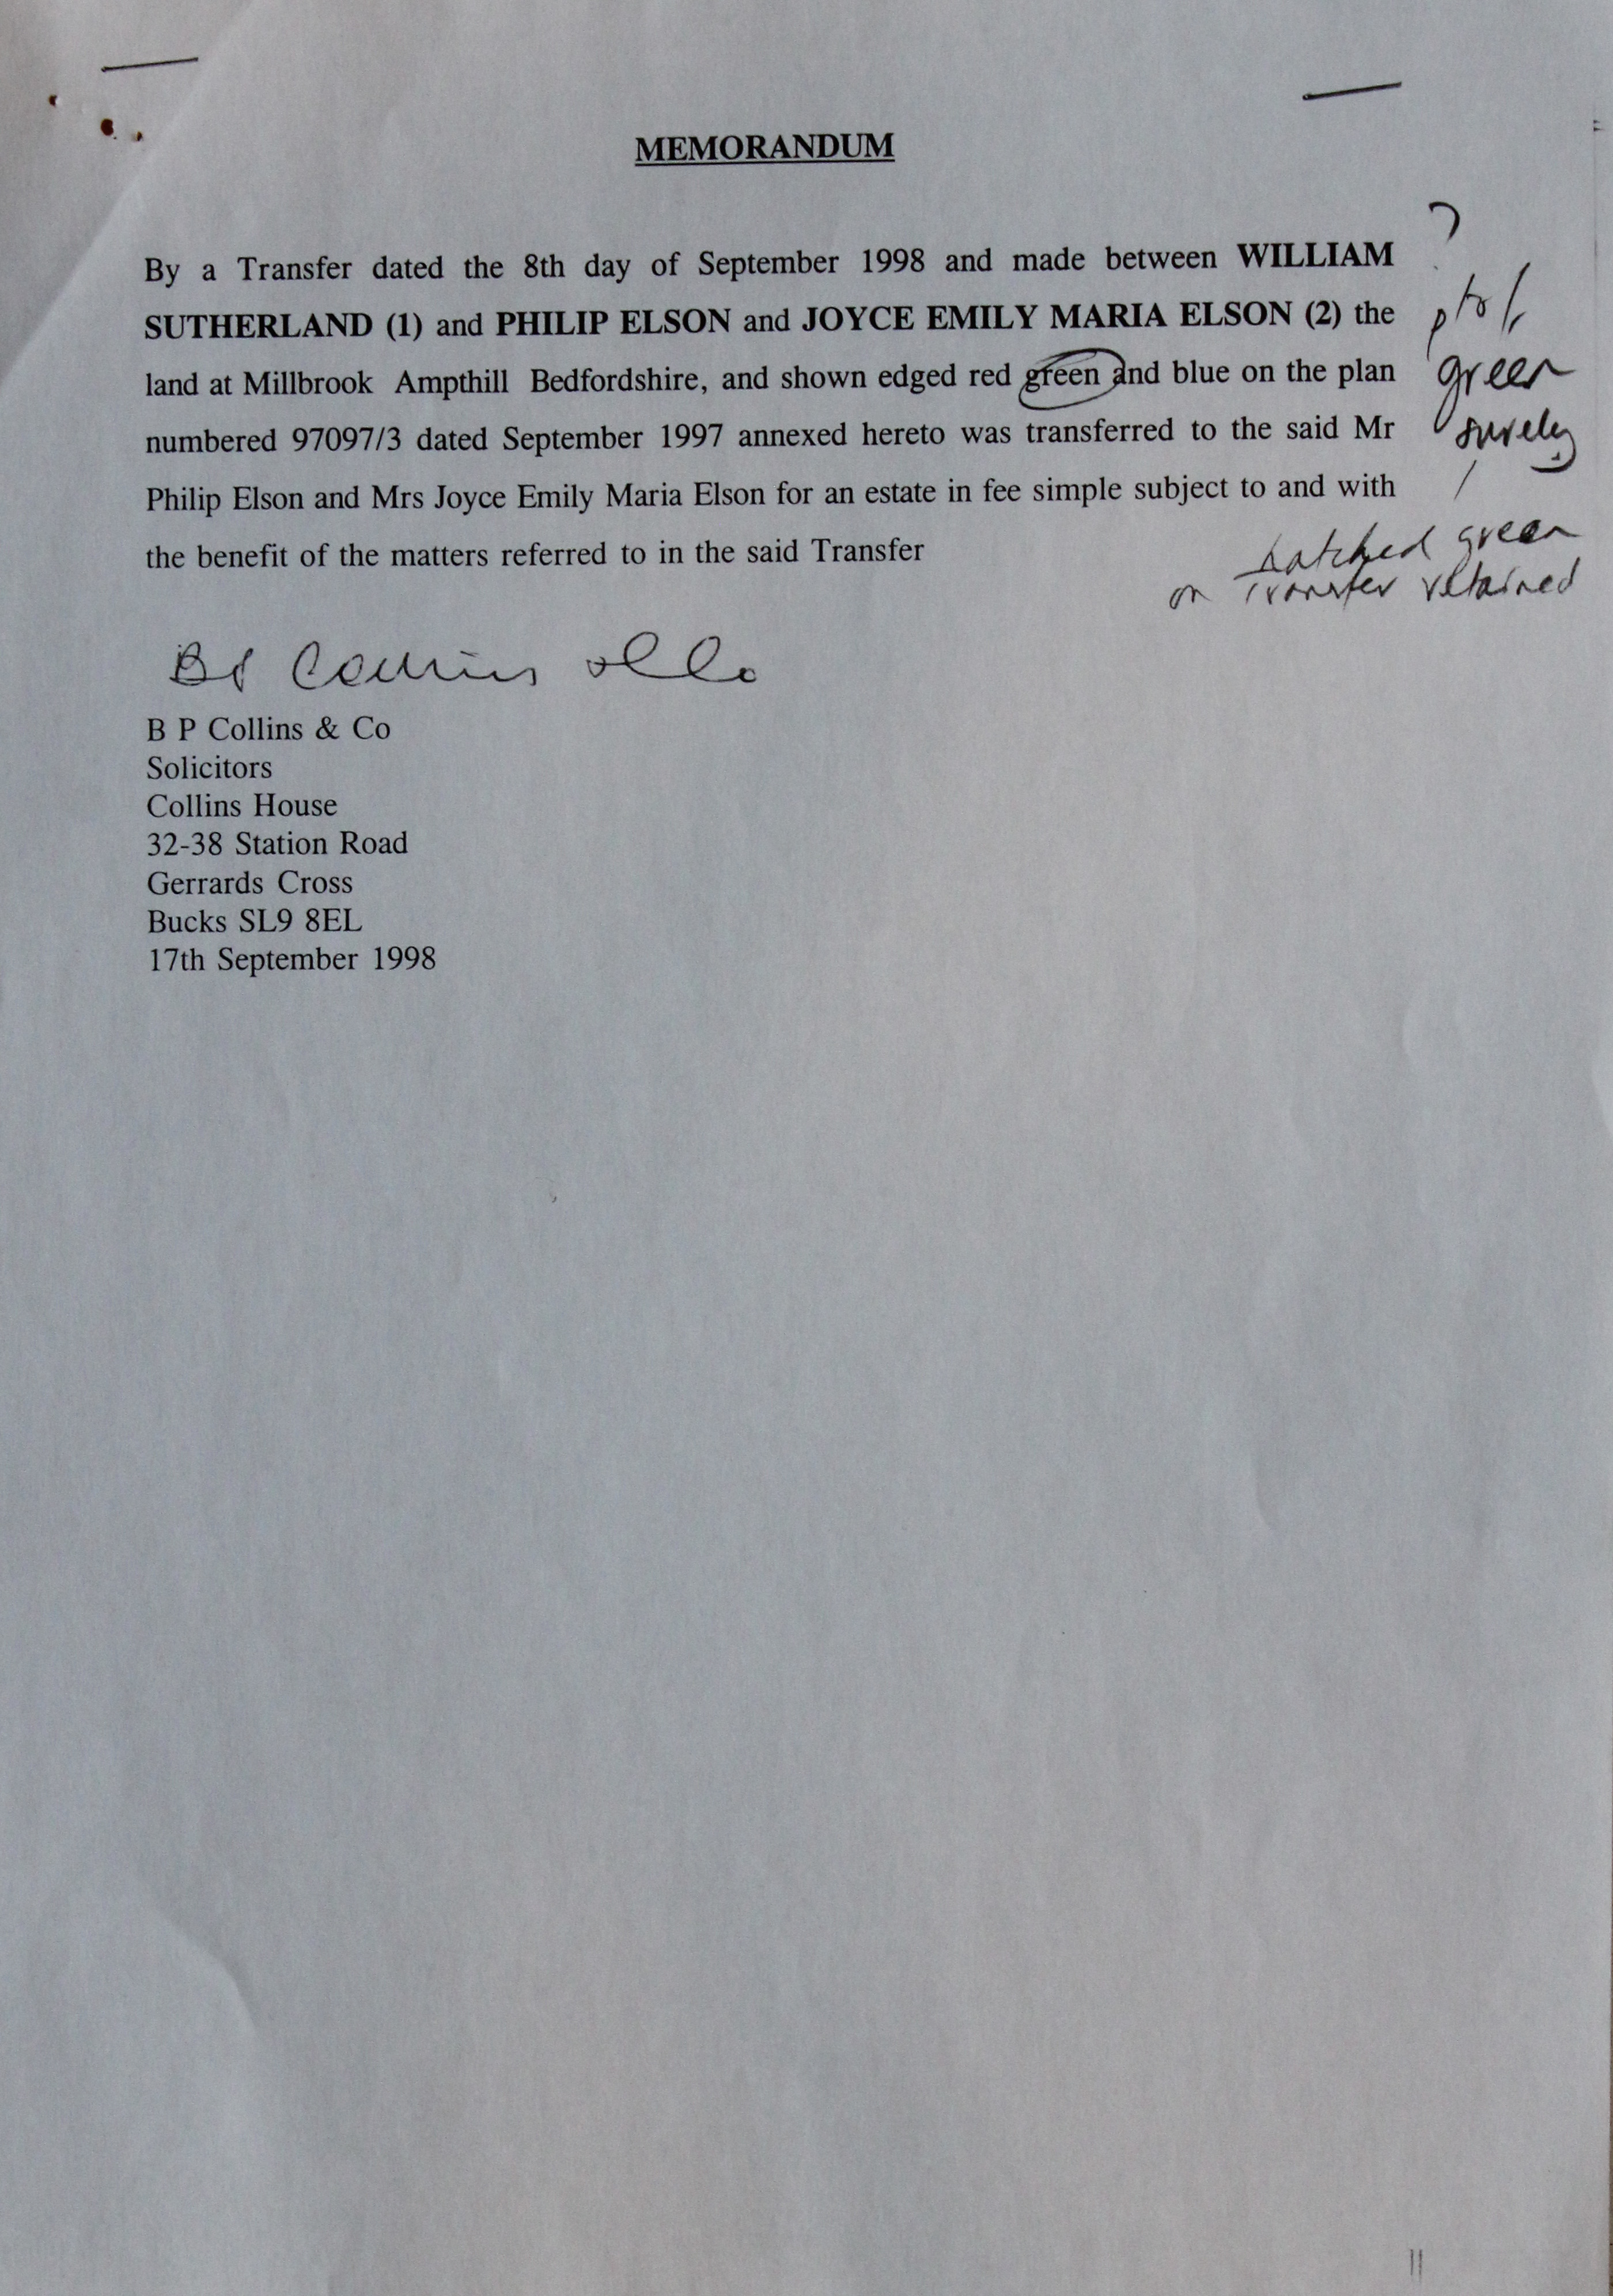 MEMORANDUM
By a Transfer dated the 8th day of September 1998 and made between WILLIAM
SUTHERLAND (1) and PHILIP ELSON and JOYCE EMILY MARIA ELSON (2) the
land at Millbrook Ampthill Bedfordshire, and shown edged red green and blue on the plan
numbered 97097/3 dated September 1997 annexed hereto was transferred to the said Mr
Philip Elson and Mrs Joyce Emily Maria Elson for an estate in fee simple subject to and with
the benefit of the matters referred to in the said Transfer
?
green
surely
hatched green
on Transfer retained
B P Collins & Co
Solicitors
Collins House
32-38 Station Road
Gerrards Cross
Bucks SL9 8EL
17th September 1998
11